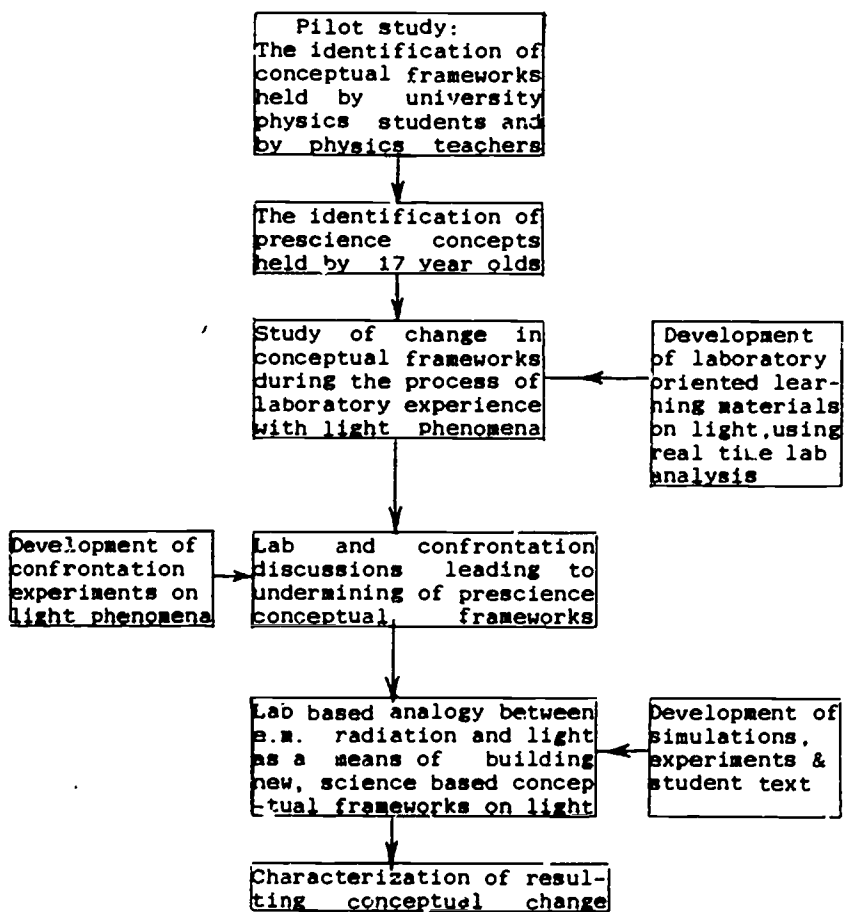 Pilot study:
The identification of
conceptual frameworks
held by university
physics students and
by physics teachers
The identification of
prescience concepts
held by 17 year olds
Study of change in
conceptual frameworks
during the process of
laboratory experience
with light phenomena
Development
of laboratory
oriented lear-
ning materials
on light,using
real time lab
analysis
Development of
confrontation
experiments on
light phenomena
Lab and confrontation
discussions leading to
undermining of prescience
conceptual frameworks
Lab based analogy between
e.m. radiation and light
as a means of building
new, science based concep
-tual frameworks on light
Development of
simulations,
experiments &
student text
Characterization of resul-
ting conceptual change